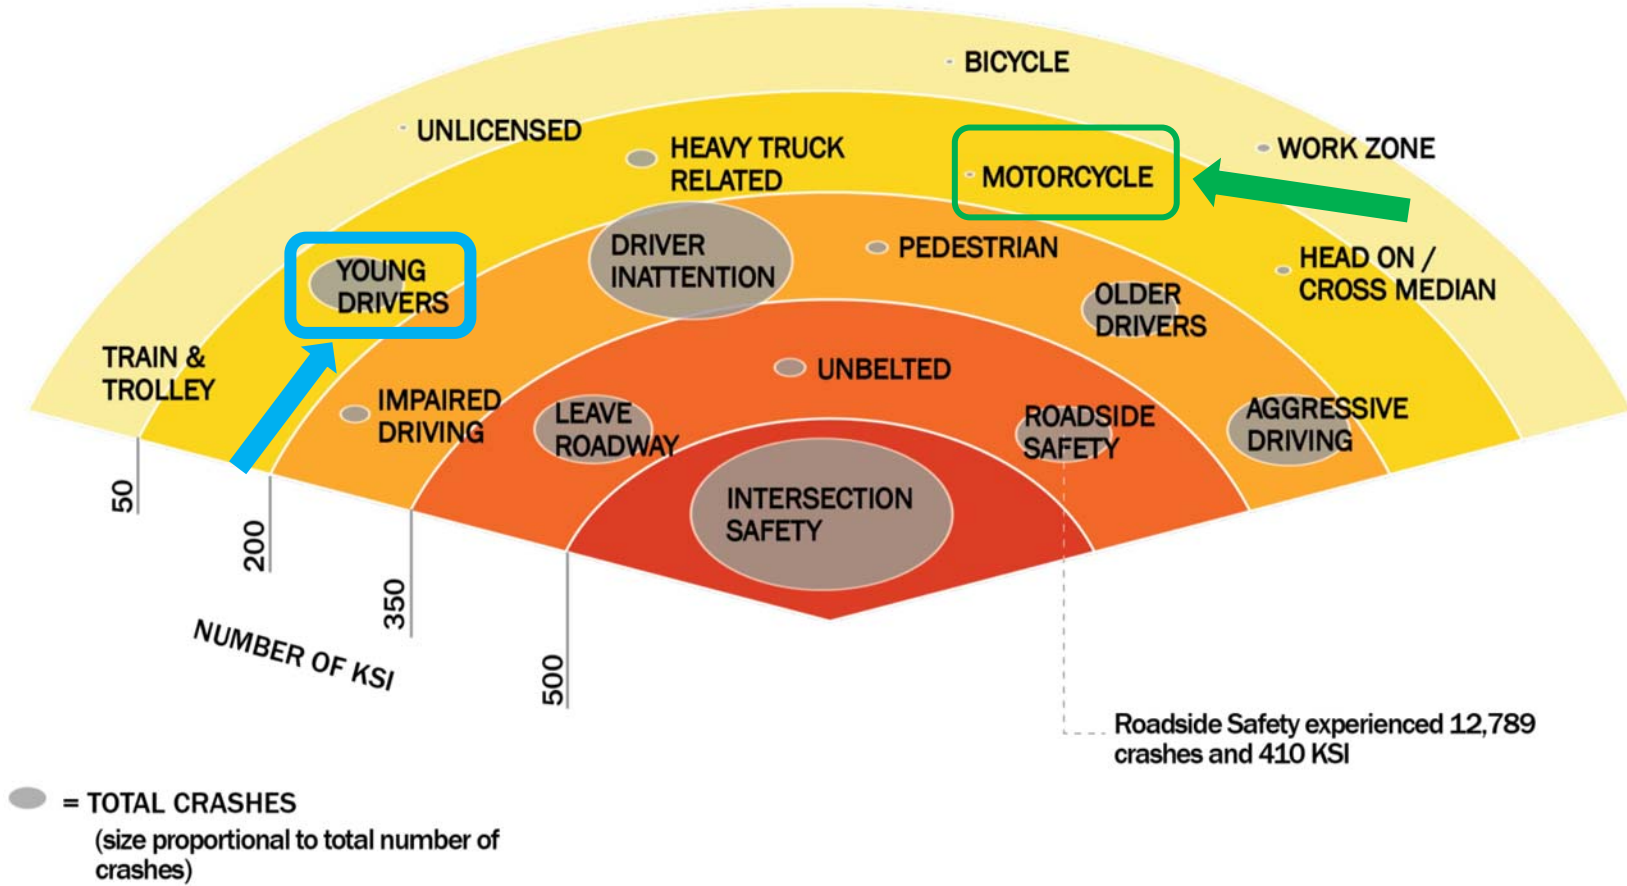 BICYCLE
UNLICENSED
HEAVY TRUCK
RELATED
WORK ZONE
MOTORCYCLE
DRIVER
INATTENTION
PEDESTRIAN
YOUNG
DRIVERS
HEAD ON /
CROSS MEDIAN
OLDER
DRIVERS
TRAIN &
TROLLEY
UNBELTED
IMPAIRED
DRIVING
LEAVE
ROADWAY
ROADSIDE
SAFETY
AGGRESSIVE
DRIVING
INTERSECTION
SAFETY
50
200
350
500
NUMBER OF KSI
Roadside Safety experienced 12,789
crashes and 410 KSI
= TOTAL CRASHES
(size proportional to total number of
crashes)